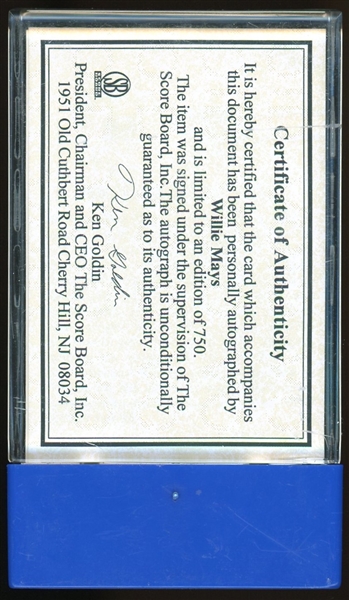 Certificate of Authenticity
It is hereby certified that the card which accompanies
this document has been personally autographed by
Willie Mays
and is limited to an edition of 750.
The item was signed under the supervision of The
Score Board, Inc. The autograph is unconditionally
guaranteed as to its authenticity.
Ken Goldin
Ken Goldin
President, Chairman and CEO The Score Board, Inc.
1951 Old Cuthbert Road Cherry Hill, NJ 08034